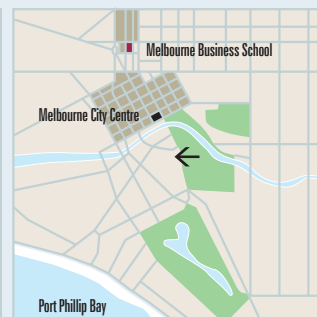 Melbourne Business School
Melbourne City Centre
Port Phillip Bay